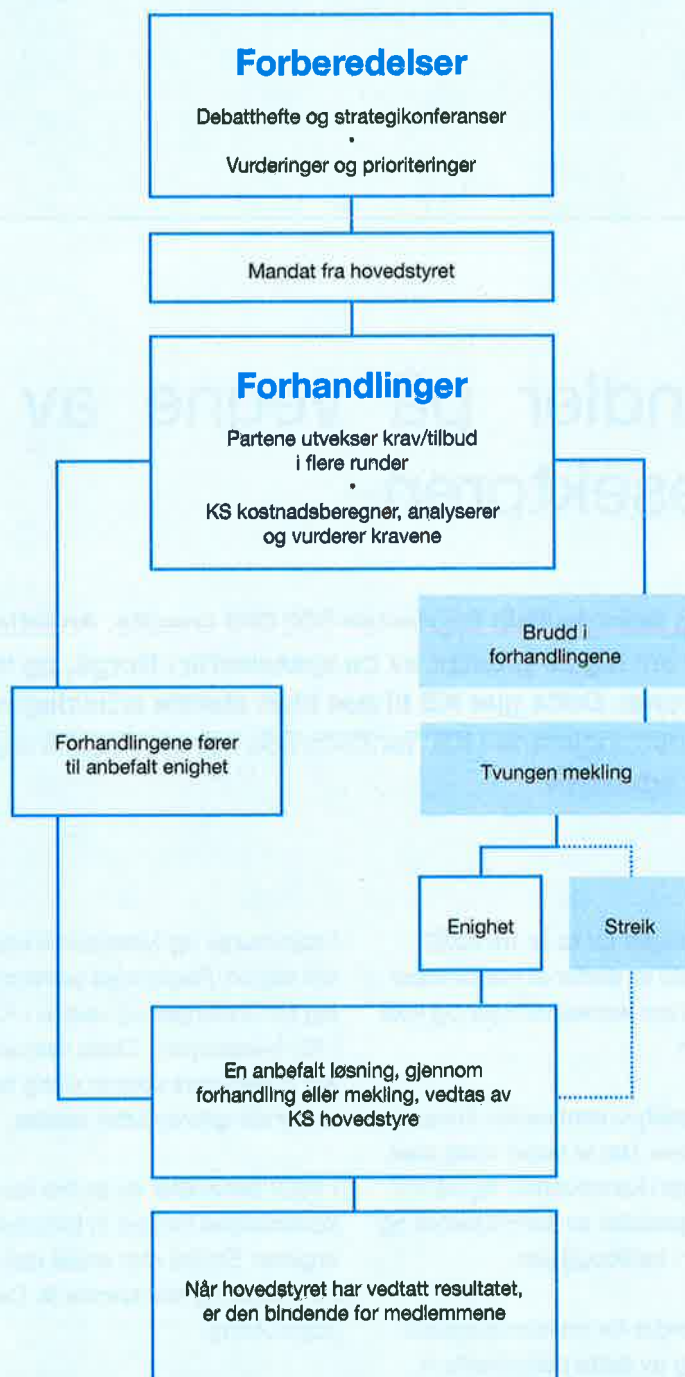 Forberedelser
Debatthefte og strategikonferanser
•
Vurderinger og prioriteringer
Mandat fra hovedstyret
Forhandlinger
Partene utvekser krav/tilbud
i flere runder
•
KS kostnadsberegner, analyserer
og vurderer kravene
Brudd i
forhandlingene
Forhandlingene fører
til anbefalt enighet
Tvungen mekling
Enighet
Streik
En anbefalt løsning, gjennom
forhandling eller mekling, vedtas av
KS hovedstyre
Når hovedstyret har vedtatt resultatet,
er den bindende for medlemmene